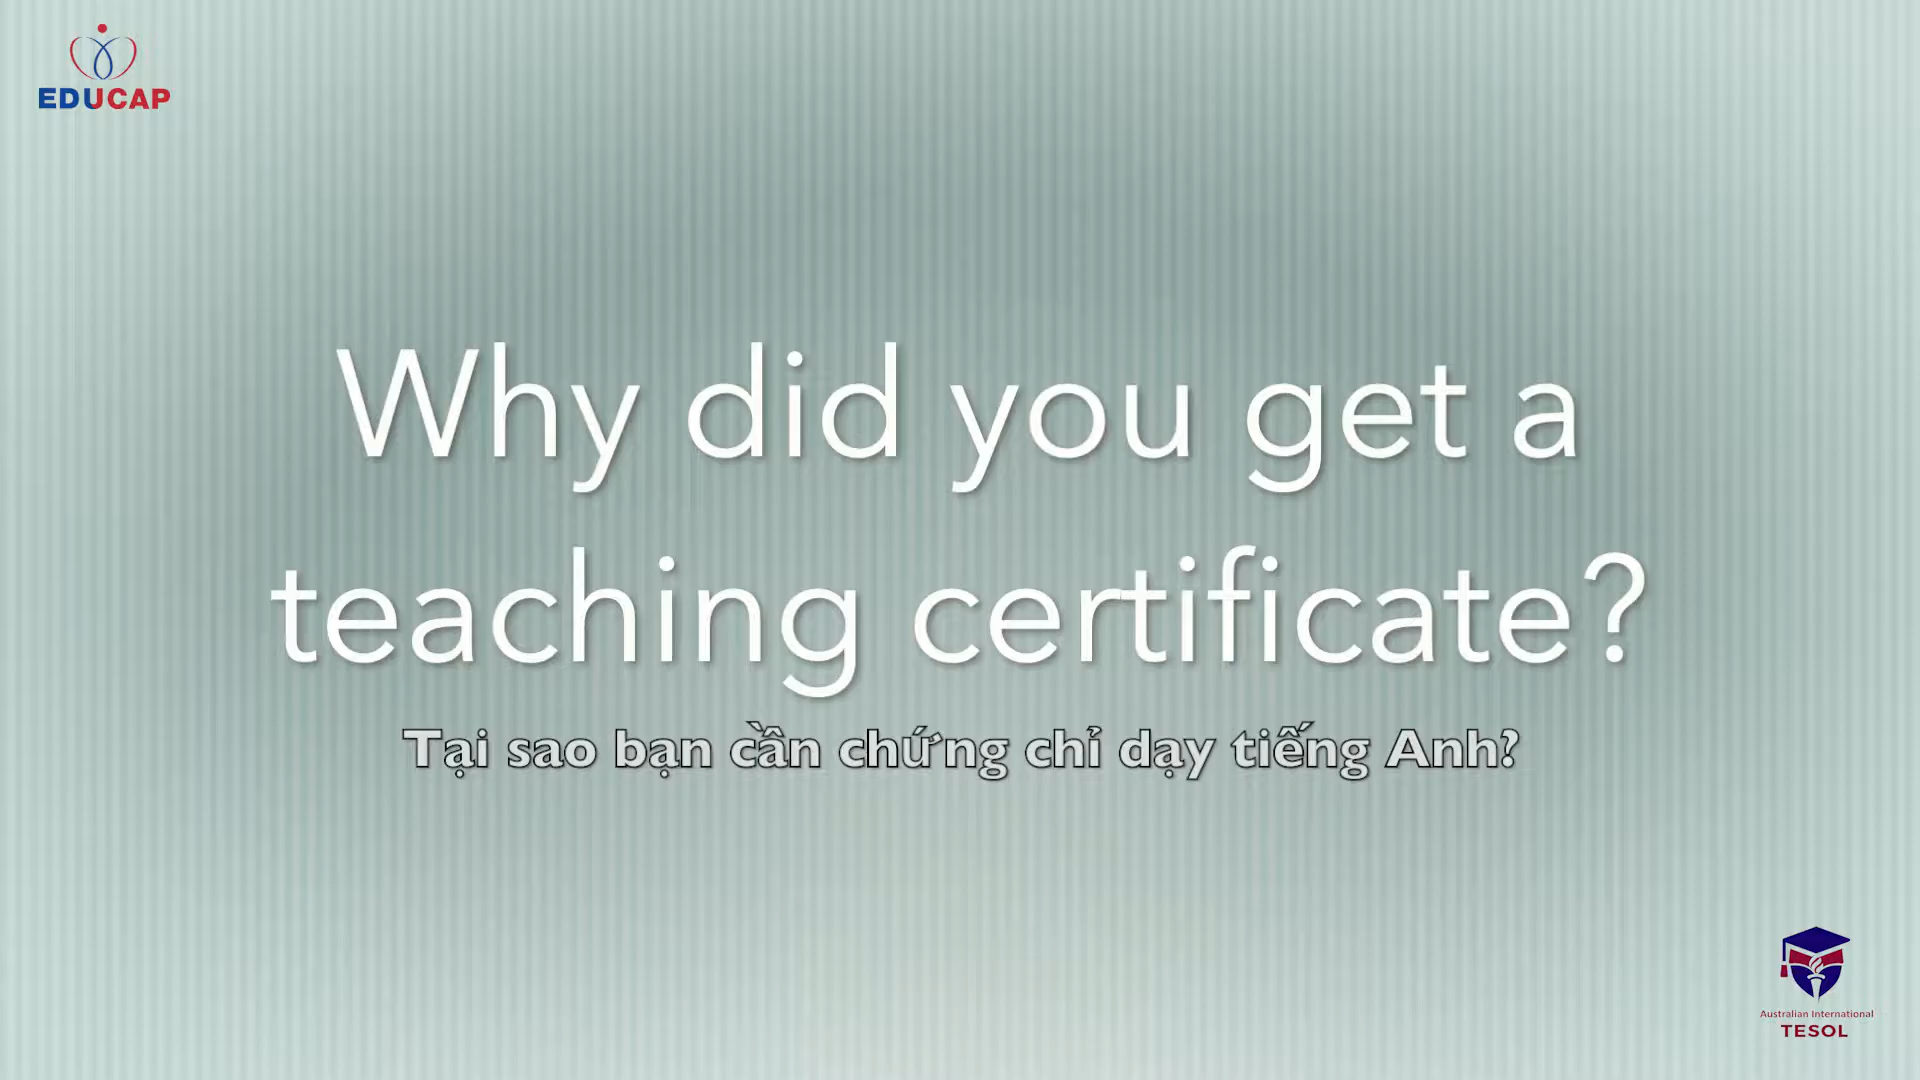 EDUCAP
Why did you get a
teaching certificate?
Tại sao bạn cần chứng chỉ dạy tiếng Anh?
Australian International
TESOL